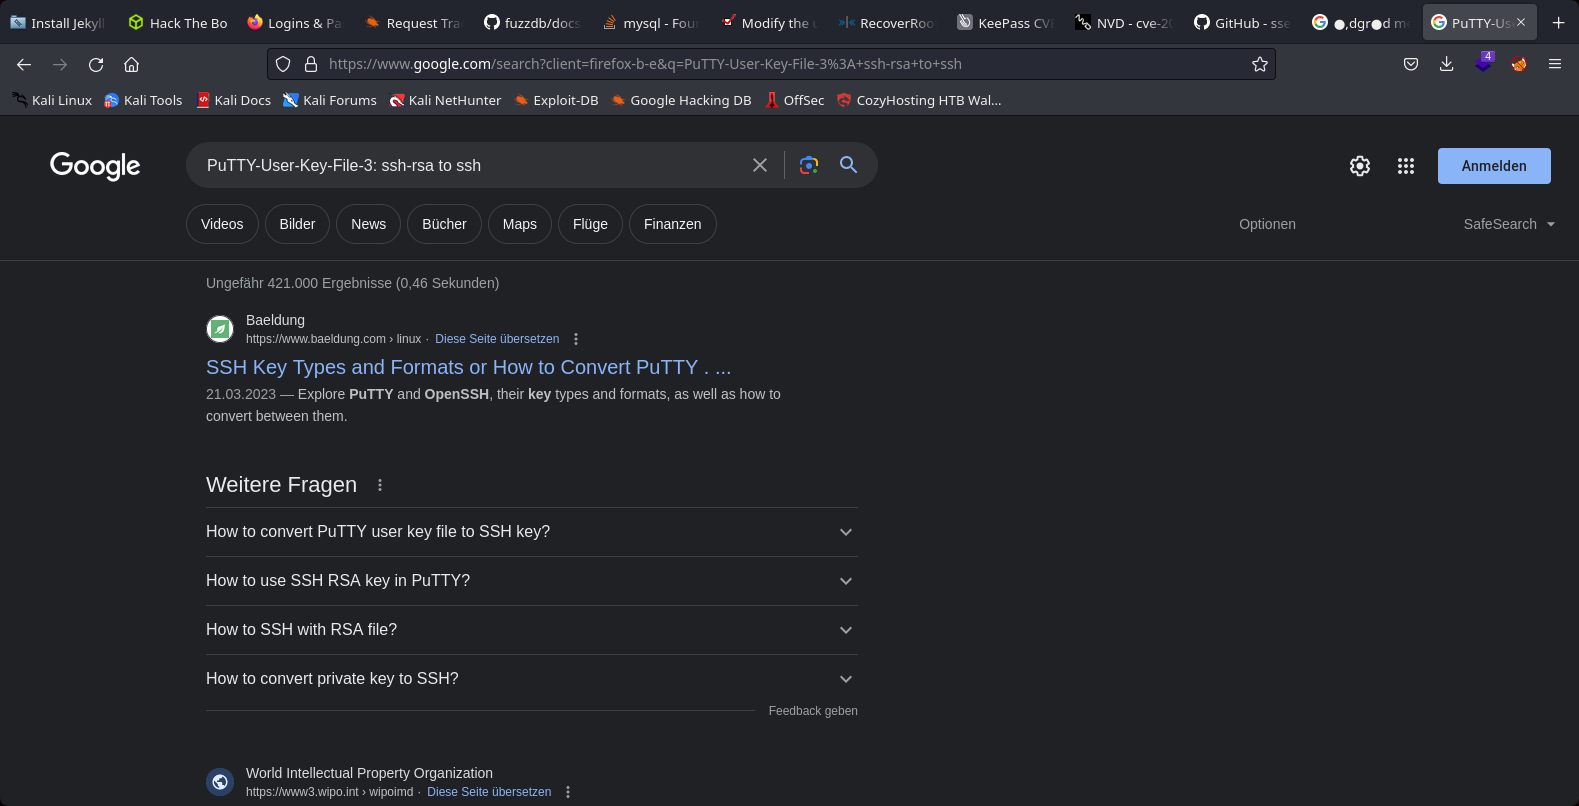 Install Jekyll
Hack The Bo
Logins & Pa
Request Tra
fuzzdb/docs
mysql - Four
Modify the u
RecoverRoo
KeePass CVE
NVD - cve-20
GitHub - sse
●,dgr●d me
PuTTY-Us
https://www.google.com/search?client=firefox-b-e&q=PuTTY-User-Key-File-3%3A+ssh-rsa+to+ssh
4
Kali Linux
Kali Tools
Kali Docs
Kali Forums
Kali NetHunter
Exploit-DB
Google Hacking DB
OffSec
CozyHosting HTB Wal...
Google
PuTTY-User-Key-File-3: ssh-rsa to ssh
Anmelden
Videos
Bilder
News
Bücher
Maps
Flüge
Finanzen
Optionen
SafeSearch
Ungefähr 421.000 Ergebnisse (0,46 Sekunden)
Baeldung
https://www.baeldung.com › linux · Diese Seite übersetzen
SSH Key Types and Formats or How to Convert PuTTY . ...
21.03.2023 — Explore PuTTY and OpenSSH, their key types and formats, as well as how to
convert between them.
Weitere Fragen
How to convert PuTTY user key file to SSH key?
How to use SSH RSA key in PuTTY?
How to SSH with RSA file?
How to convert private key to SSH?
Feedback geben
World Intellectual Property Organization
https://www3.wipo.int › wipoimd · Diese Seite übersetzen